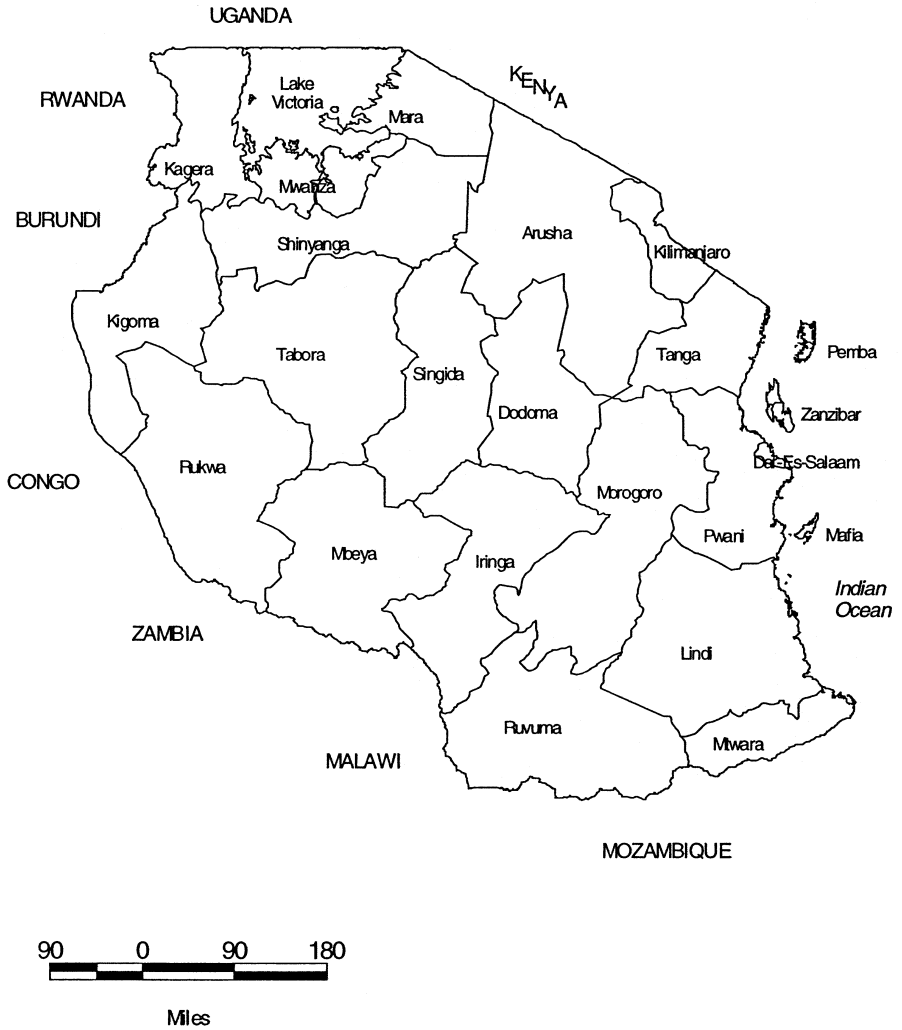 UGANDA
KENYA
RWANDA
Lake
Victoria
Mara
Kagera
Mwanza
BURUNDI
Shinyanga
Arusha
Kilimanjaro
Kigoma
Tabora
Tanga
Pemba
Singida
Dodoma
Zanzibar
Dar-Es-Salaam
Rukwa
CONGO
Morogoro
Pwani
Mafia
Mbeya
Iringa
Indian
Ocean
ZAMBIA
Lindi
Ruvuma
Mtwara
MALAWI
MOZAMBIQUE
90 0 90 180
Miles